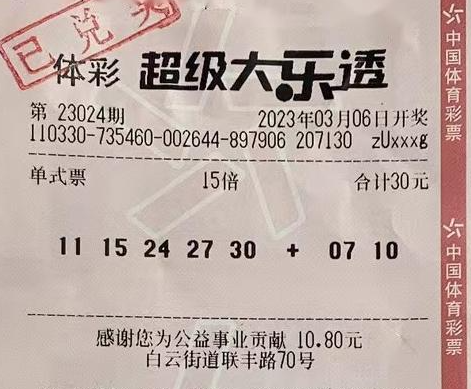 已兑奖
体彩 超级大乐透
第 23024期 2023年03月06日开奖
110330-735460-002644-897906 207130 zUxxxg
单式票 15倍 合计30元
11 15 24 27 30 + 07 10
感谢您为公益事业贡献 10.80元
白云街道联丰路70号
中国体育彩票
中国体育彩票